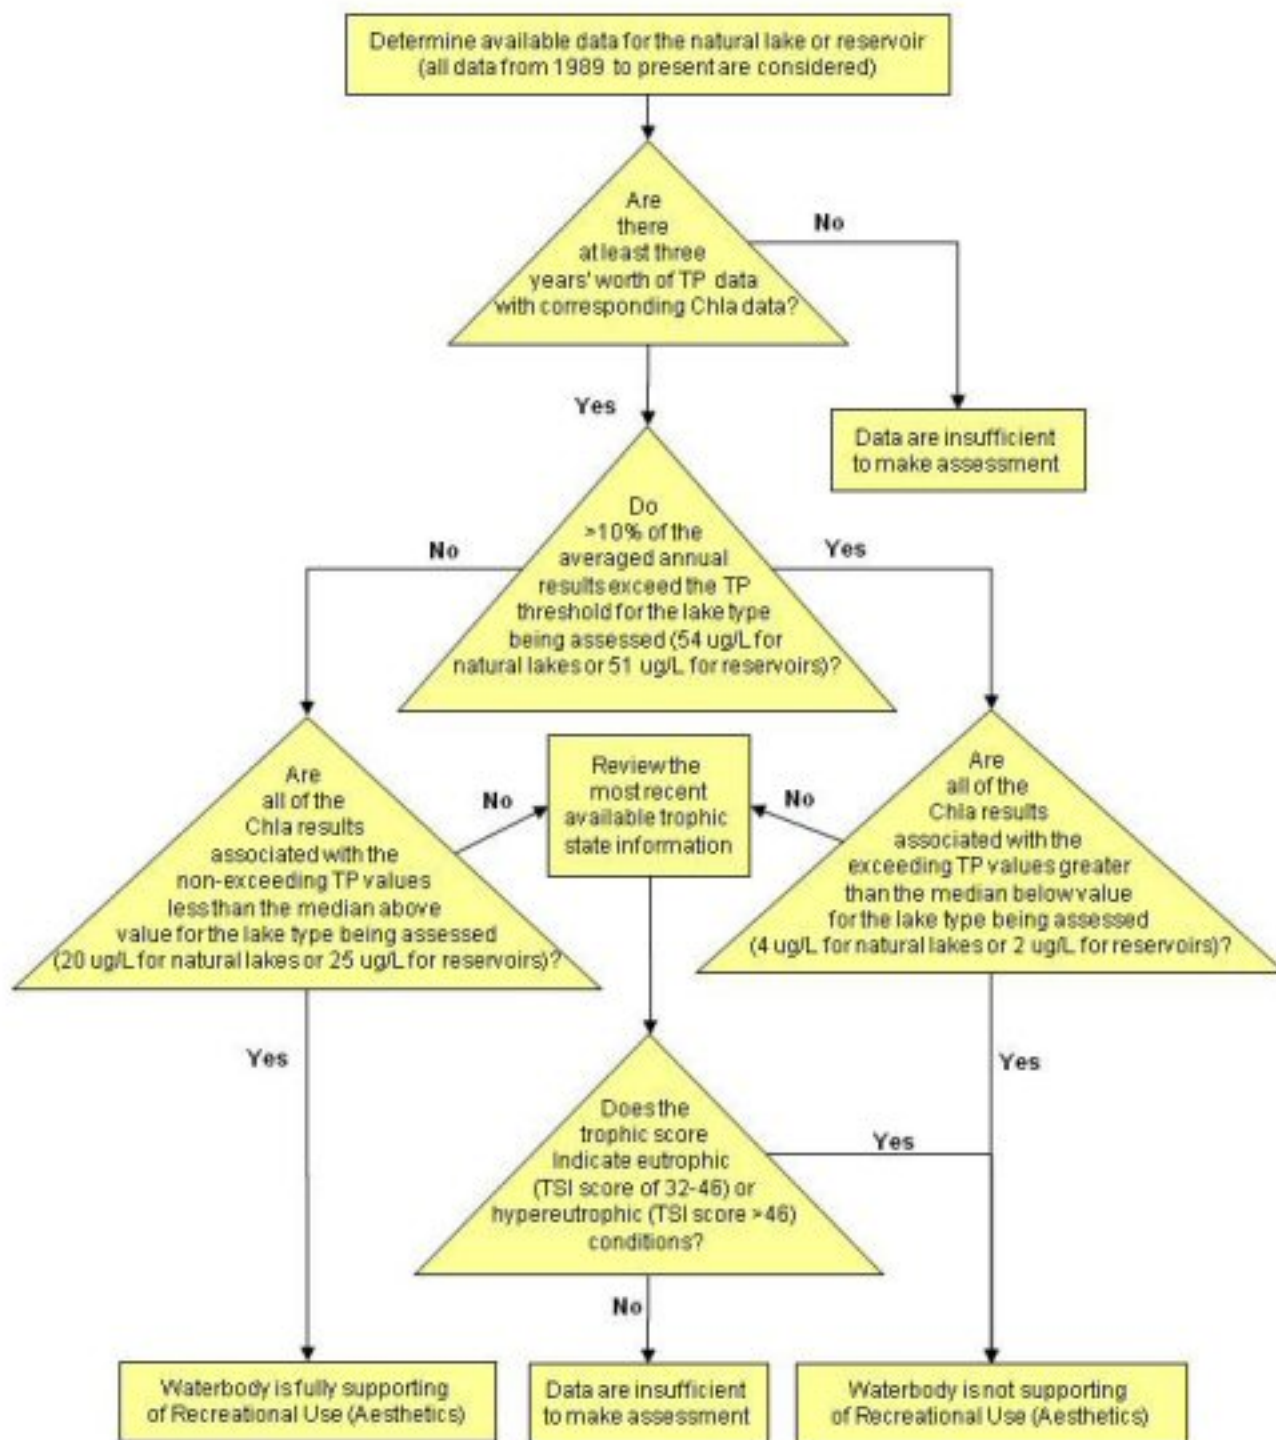 Determine available data for the natural lake or reservoir
(all data from 1989 to present are considered)
Are
there
at least three
years' worth of TP data
with corresponding Chla data?
No
Yes
Data are insufficient
to make assessment
Do
>10% of the
averaged annual
results exceed the TP
threshold for the lake type
being assessed (54 ug/L for
natural lakes or 51 ug/L for reservoirs)?
No
Yes
Are
all of the
Chla results
associated with the
non-exceeding TP values
less than the median above
value for the lake type being assessed
(20 ug/L for natural lakes or 25 ug/L for reservoirs)?
No
Review the
most recent
available trophic
state information
No
Are
all of the
Chla results
associated with the
exceeding TP values greater
than the median below value
for the lake type being assessed
(4 ug/L for natural lakes or 2 ug/L for reservoirs)?
Yes
Yes
Does the
trophic score
Indicate eutrophic
(TSI score of 32-46) or
hypereutrophic (TSI score >46)
conditions?
Yes
No
Waterbody is fully supporting
of Recreational Use (Aesthetics)
Data are insufficient
to make assessment
Waterbody is not supporting
of Recreational Use (Aesthetics)